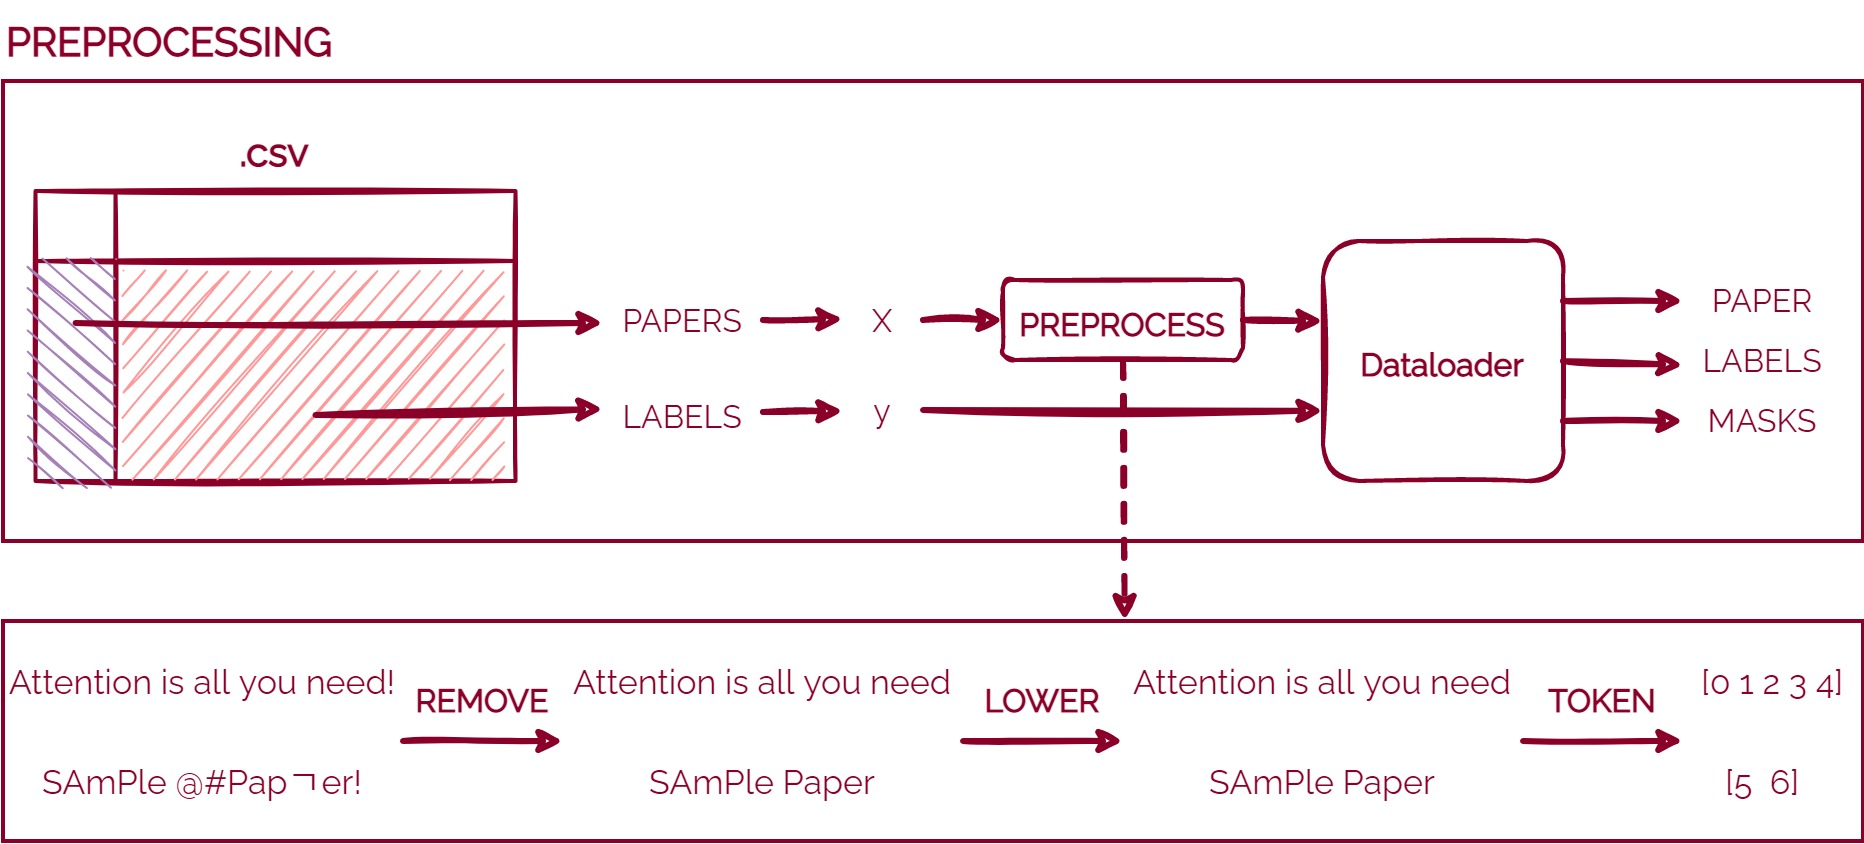 PREPROCESSING
.CSV
PAPERS
X
PREPROCESS
Dataloader
PAPER
LABELS
MASKS
LABELS
y
Attention is all you need!
REMOVE
Attention is all you need
LOWER
Attention is all you need
TOKEN
[0 1 2 3 4]
SAmPle @#Papㄱer!
SAmPle Paper
SAmPle Paper
[5 6]